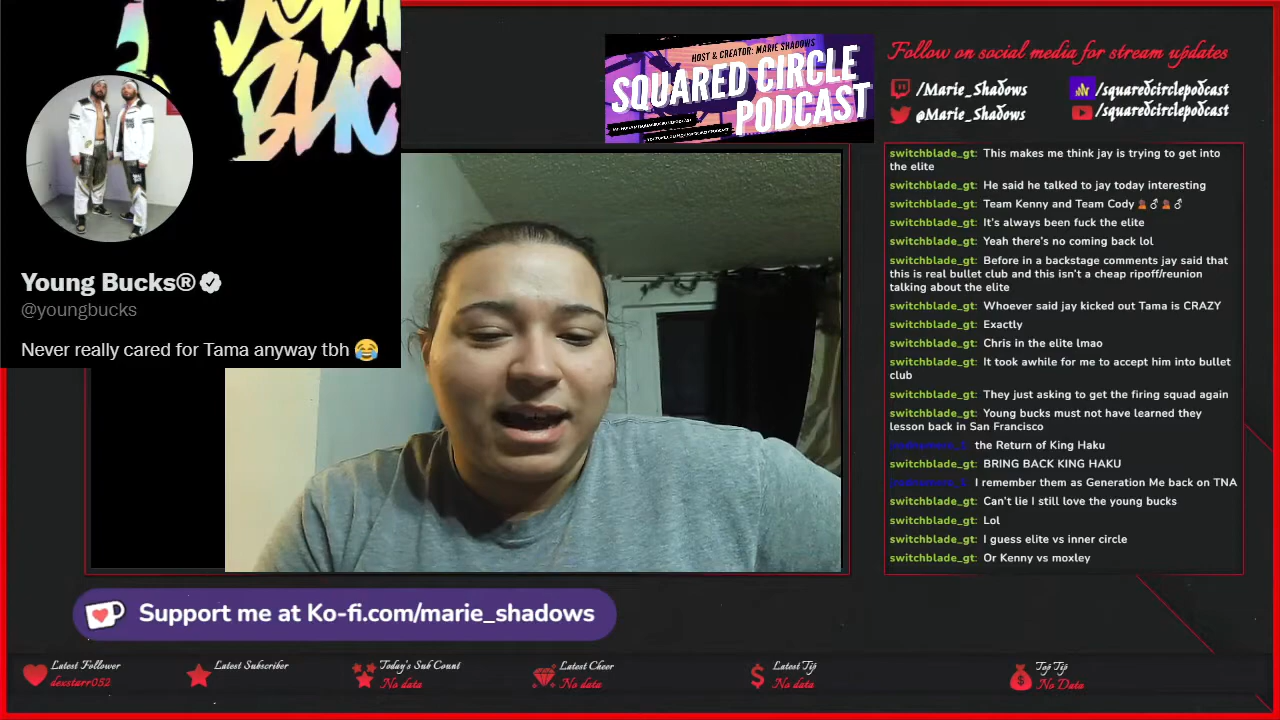 Young Bucks®
@youngbucks
Never really cared for Tama anyway tbh 😂
HOST & CREATOR: MARIE SHADOWS
SQUARED CIRCLE
PODCAST
Follow on social media for stream updates
/Marie_Shadows
/squaredcirclepodcast
@Marie_Shadows
/squaredcirclepodcast
switchblade_gt: This makes me think jay is trying to get into
the elite
switchblade_gt: He said he talked to jay today interesting
switchblade_gt: Team Kenny and Team Cody
switchblade_gt: It's always been fuck the elite
switchblade_gt: Yeah there's no coming back lol
switchblade_gt: Before in a backstage comments jay said that
this is real bullet club and this isn't a cheap ripoff/reunion
talking about the elite
switchblade_gt: Whoever said jay kicked out Tama is CRAZY
switchblade_gt: Exactly
switchblade_gt: Chris in the elite lmao
switchblade_gt: It took awhile for me to accept him into bullet
club
switchblade_gt: They just asking to get the firing squad again
switchblade_gt: Young bucks must not have learned they
lesson back in San Francisco
the Return of King Haku
switchblade_gt: BRING BACK KING HAKU
I remember them as Generation Me back on TNA
switchblade_gt: Can't lie I still love the young bucks
switchblade_gt: Lol
switchblade_gt: I guess elite vs inner circle
switchblade_gt: Or Kenny vs moxley
Support me at Ko-fi.com/marie_shadows
Latest Follower
dexstarr052
Latest Subscriber
Today's Sub Count
No data
Latest Cheer
No data
Latest Tip
No data
Top Tip
No Data